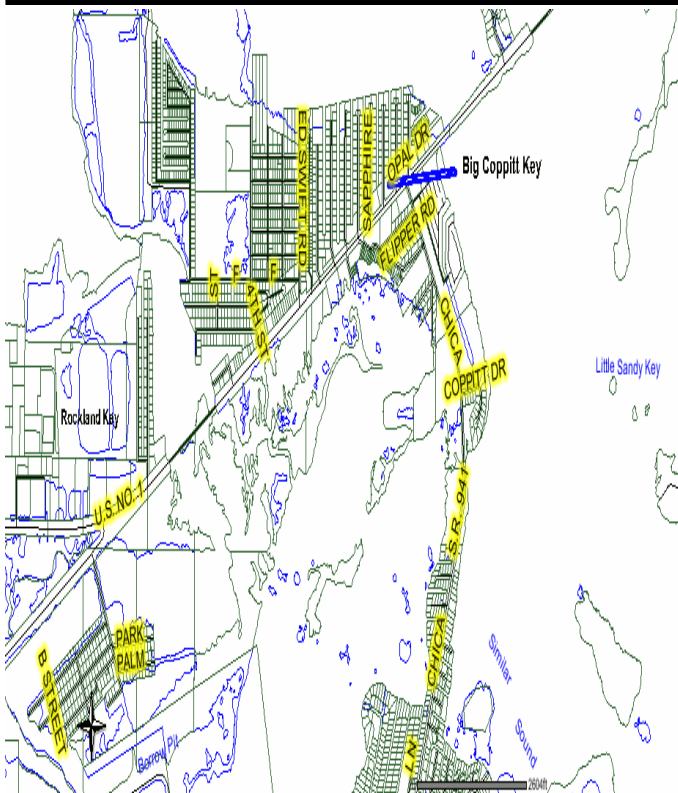 ED SWIFT RD
SAPPHIRE
OPAL DR
Big Coppitt Key
FLIPPER RD
ST
F
F
4TH ST
CHICA
COPPITT DR
Little Sandy Key
Rockland Key
U.S. NO. 1
S.R. 941
PARK
PALM
B STREET
CHICA
Similar
Sound
Borrow Pit
LN
2604ft